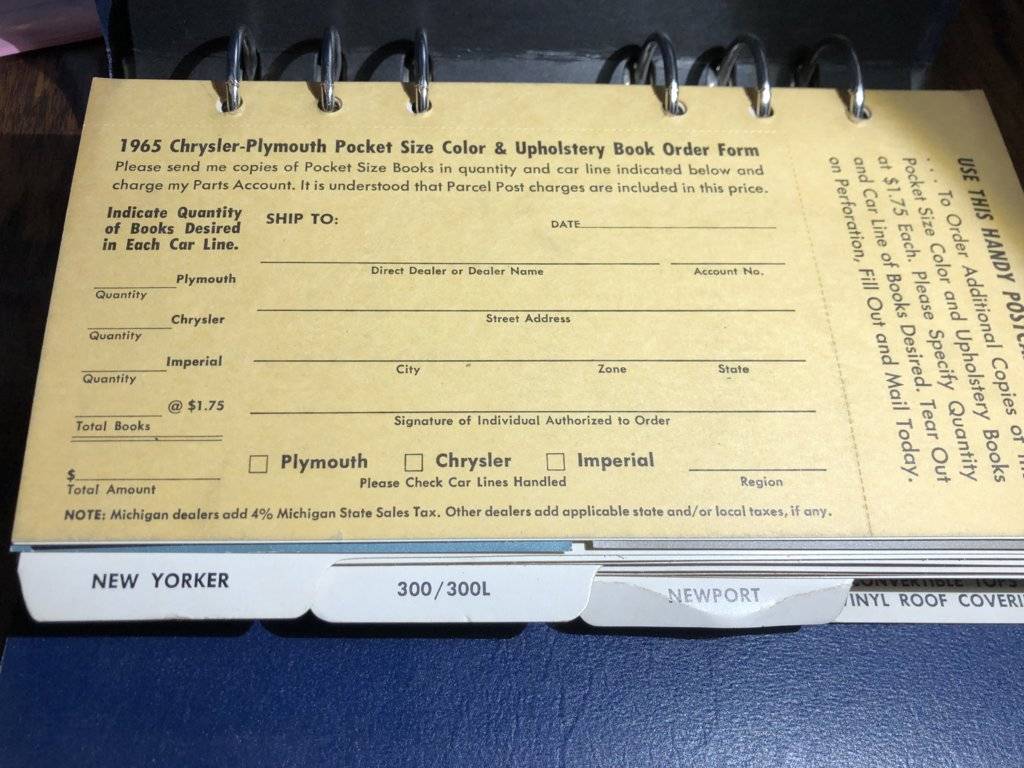 1965 Chrysler-Plymouth Pocket Size Color & Upholstery Book Order Form
Please send me copies of Pocket Size Books in quantity and car line indicated below and
charge my Parts Account. It is understood that Parcel Post charges are included in this price.
Indicate Quantity
of Books Desired
in Each Car Line.
SHIP TO:
DATE
Direct Dealer or Dealer Name
Account No.
Plymouth
Quantity
Street Address
Chrysler
Quantity
City
Zone
State
Imperial
Quantity
@ $1.75
Total Books
Signature of Individual Authorized to Order
$
Total Amount
Plymouth
Chrysler
Imperial
Please Check Car Lines Handled
Region
NOTE: Michigan dealers add 4% Michigan State Sales Tax. Other dealers add applicable state and/or local taxes, if any.
USE THIS HANDY
. . . To Order Additional Copies of
Pocket Size Color and Upholstery Books
at $1.75 Each. Please Specify Quantity
and Car Line of Books Desired. Tear Out
on Perforation, Fill Out and Mail Today.
NEW YORKER
300/300L
NEWPORT
CONVERTIBLE TOPS
ROOF